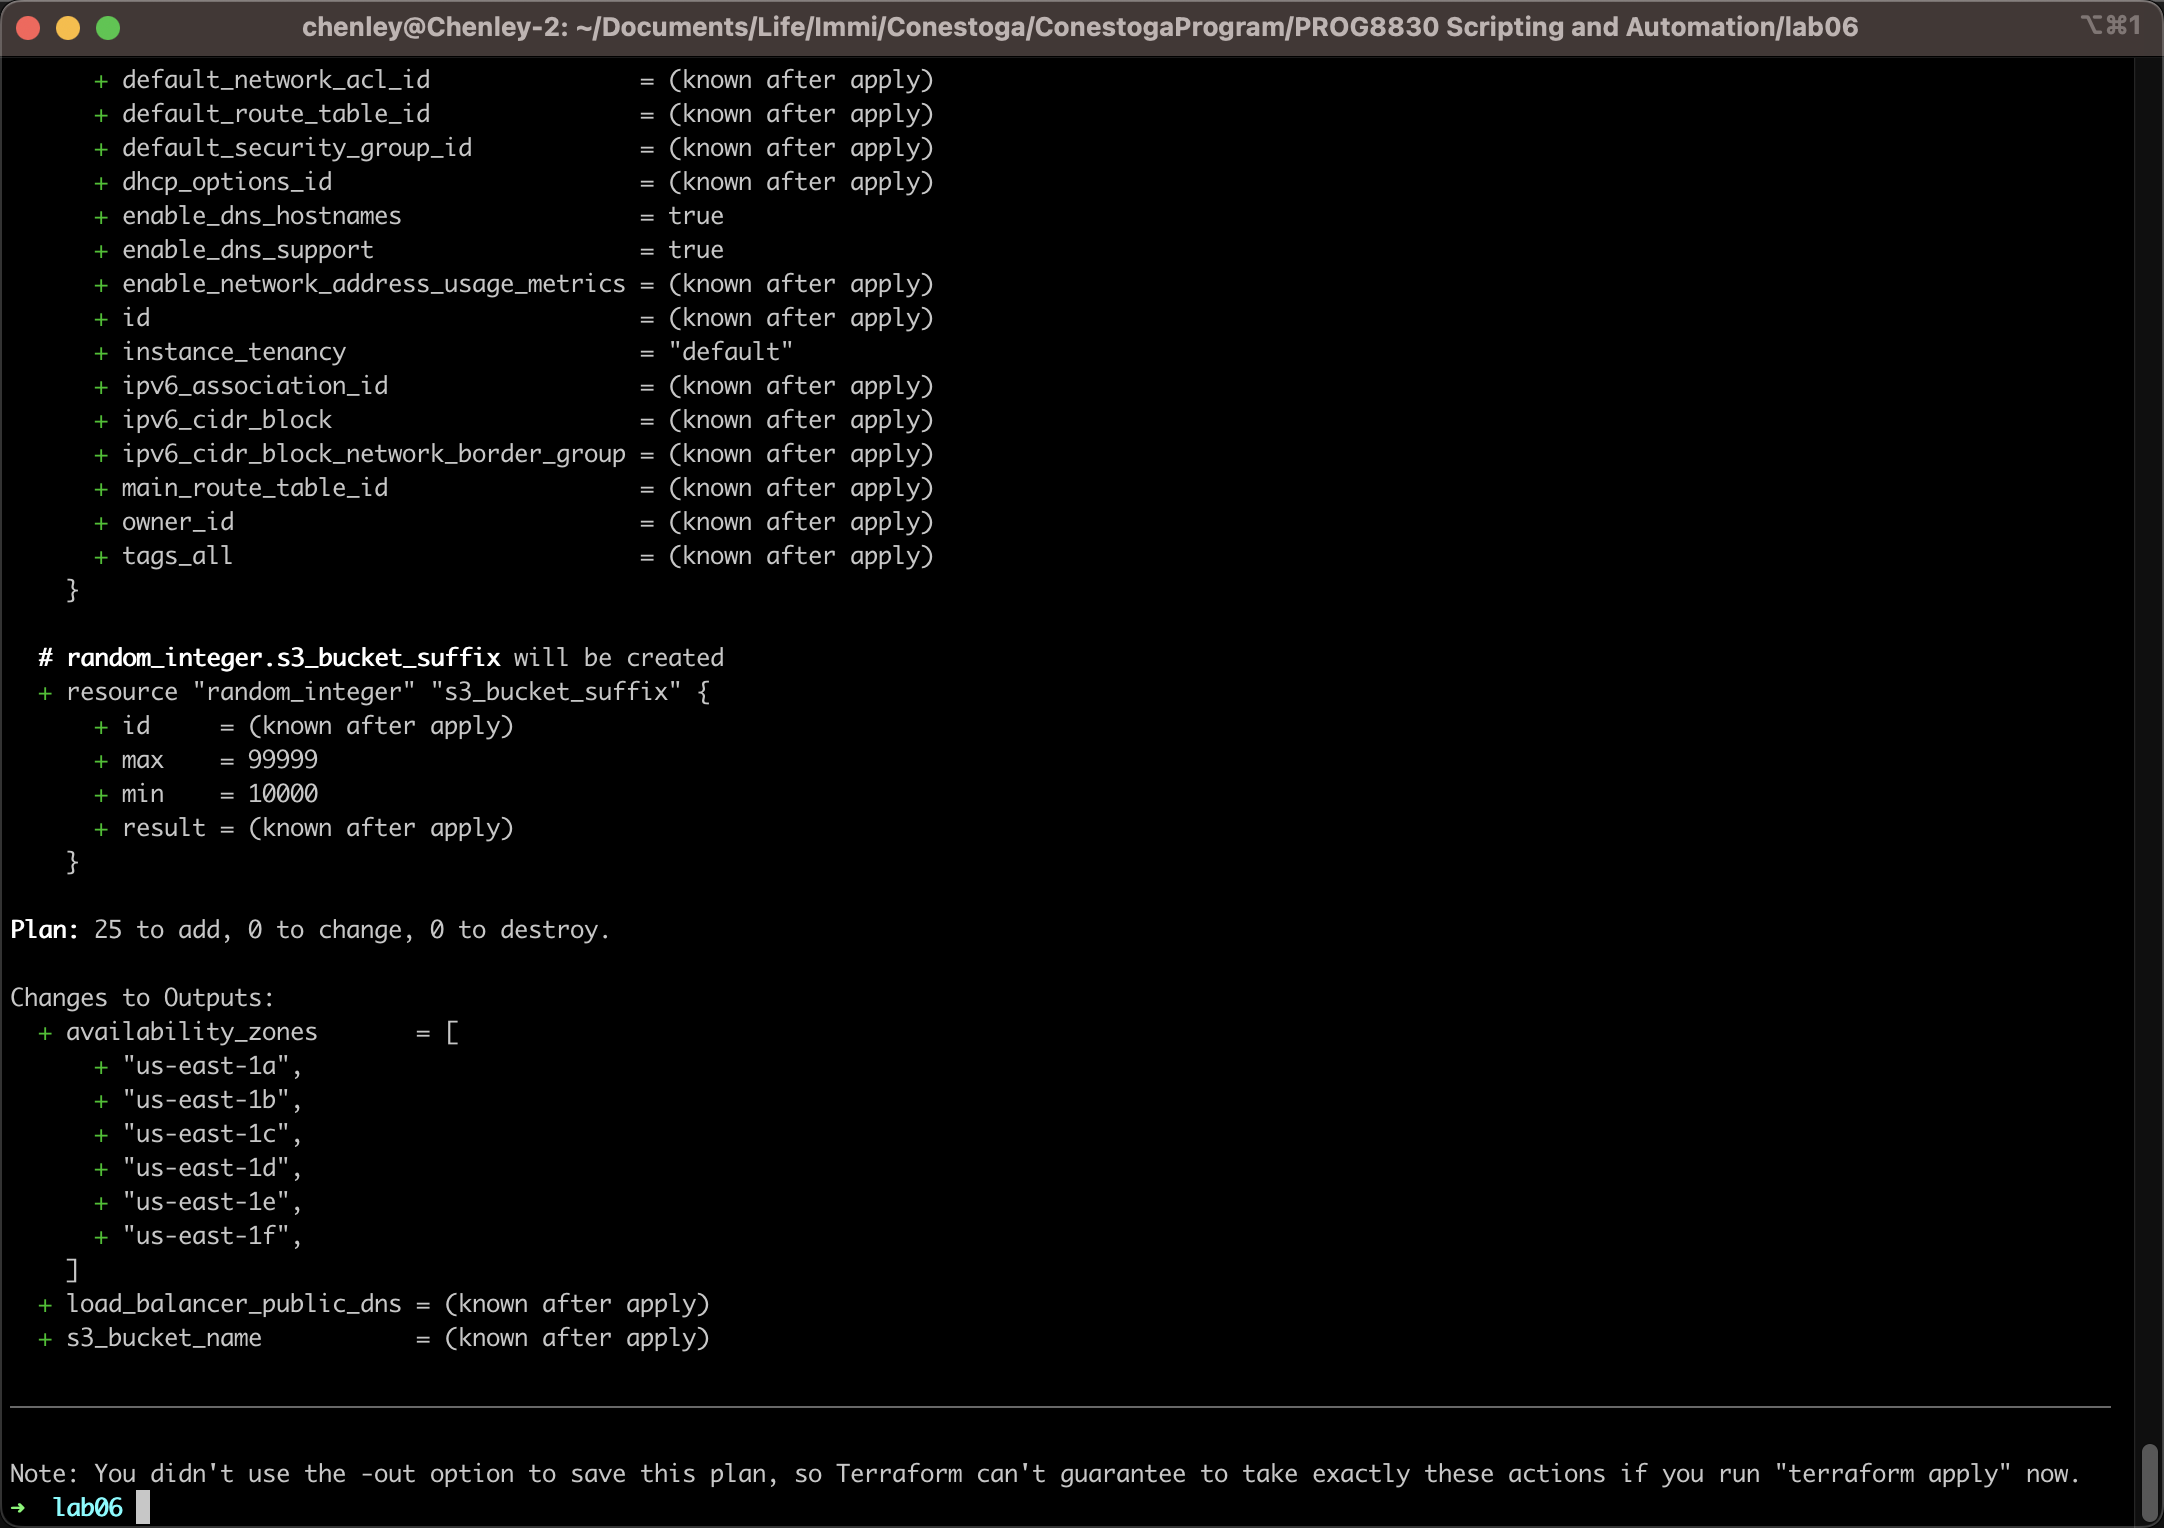 chenley@Chenley-2: ~/Documents/Life/Immi/Conestoga/ConestogaProgram/PROG8830 Scripting and Automation/lab06 ⌥⌘1
+ default_network_acl_id = (known after apply)
+ default_route_table_id = (known after apply)
+ default_security_group_id = (known after apply)
+ dhcp_options_id = (known after apply)
+ enable_dns_hostnames = true
+ enable_dns_support = true
+ enable_network_address_usage_metrics = (known after apply)
+ id = (known after apply)
+ instance_tenancy = "default"
+ ipv6_association_id = (known after apply)
+ ipv6_cidr_block = (known after apply)
+ ipv6_cidr_block_network_border_group = (known after apply)
+ main_route_table_id = (known after apply)
+ owner_id = (known after apply)
+ tags_all = (known after apply)
}
# random_integer.s3_bucket_suffix will be created
+ resource "random_integer" "s3_bucket_suffix" {
+ id = (known after apply)
+ max = 99999
+ min = 10000
+ result = (known after apply)
}
Plan: 25 to add, 0 to change, 0 to destroy.
Changes to Outputs:
+ availability_zones = [
+ "us-east-1a",
+ "us-east-1b",
+ "us-east-1c",
+ "us-east-1d",
+ "us-east-1e",
+ "us-east-1f",
]
+ load_balancer_public_dns = (known after apply)
+ s3_bucket_name = (known after apply)
Note: You didn't use the -out option to save this plan, so Terraform can't guarantee to take exactly these actions if you run "terraform apply" now.
➜ lab06